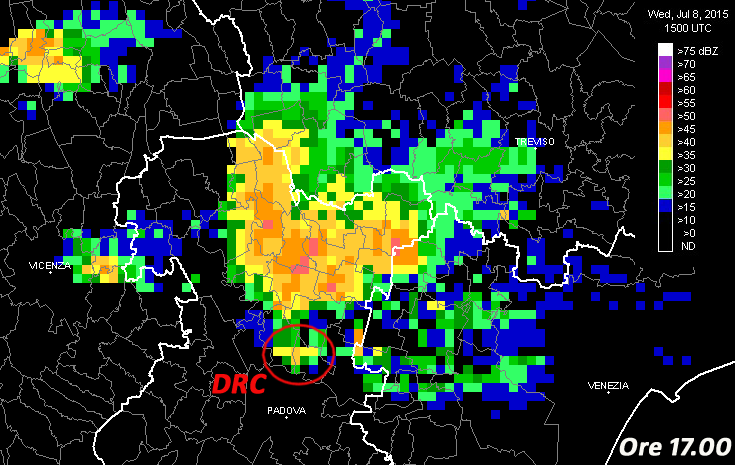 Wed, Jul 8, 2015
1500 UTC
>75 dBZ
>70
>65
>60
>55
>50
>45
>40
>35
>30
>25
>20
>15
>10
>0
ND
TREVISO
VICENZA
DRC
VENEZIA
PADOVA
Ore 17.00